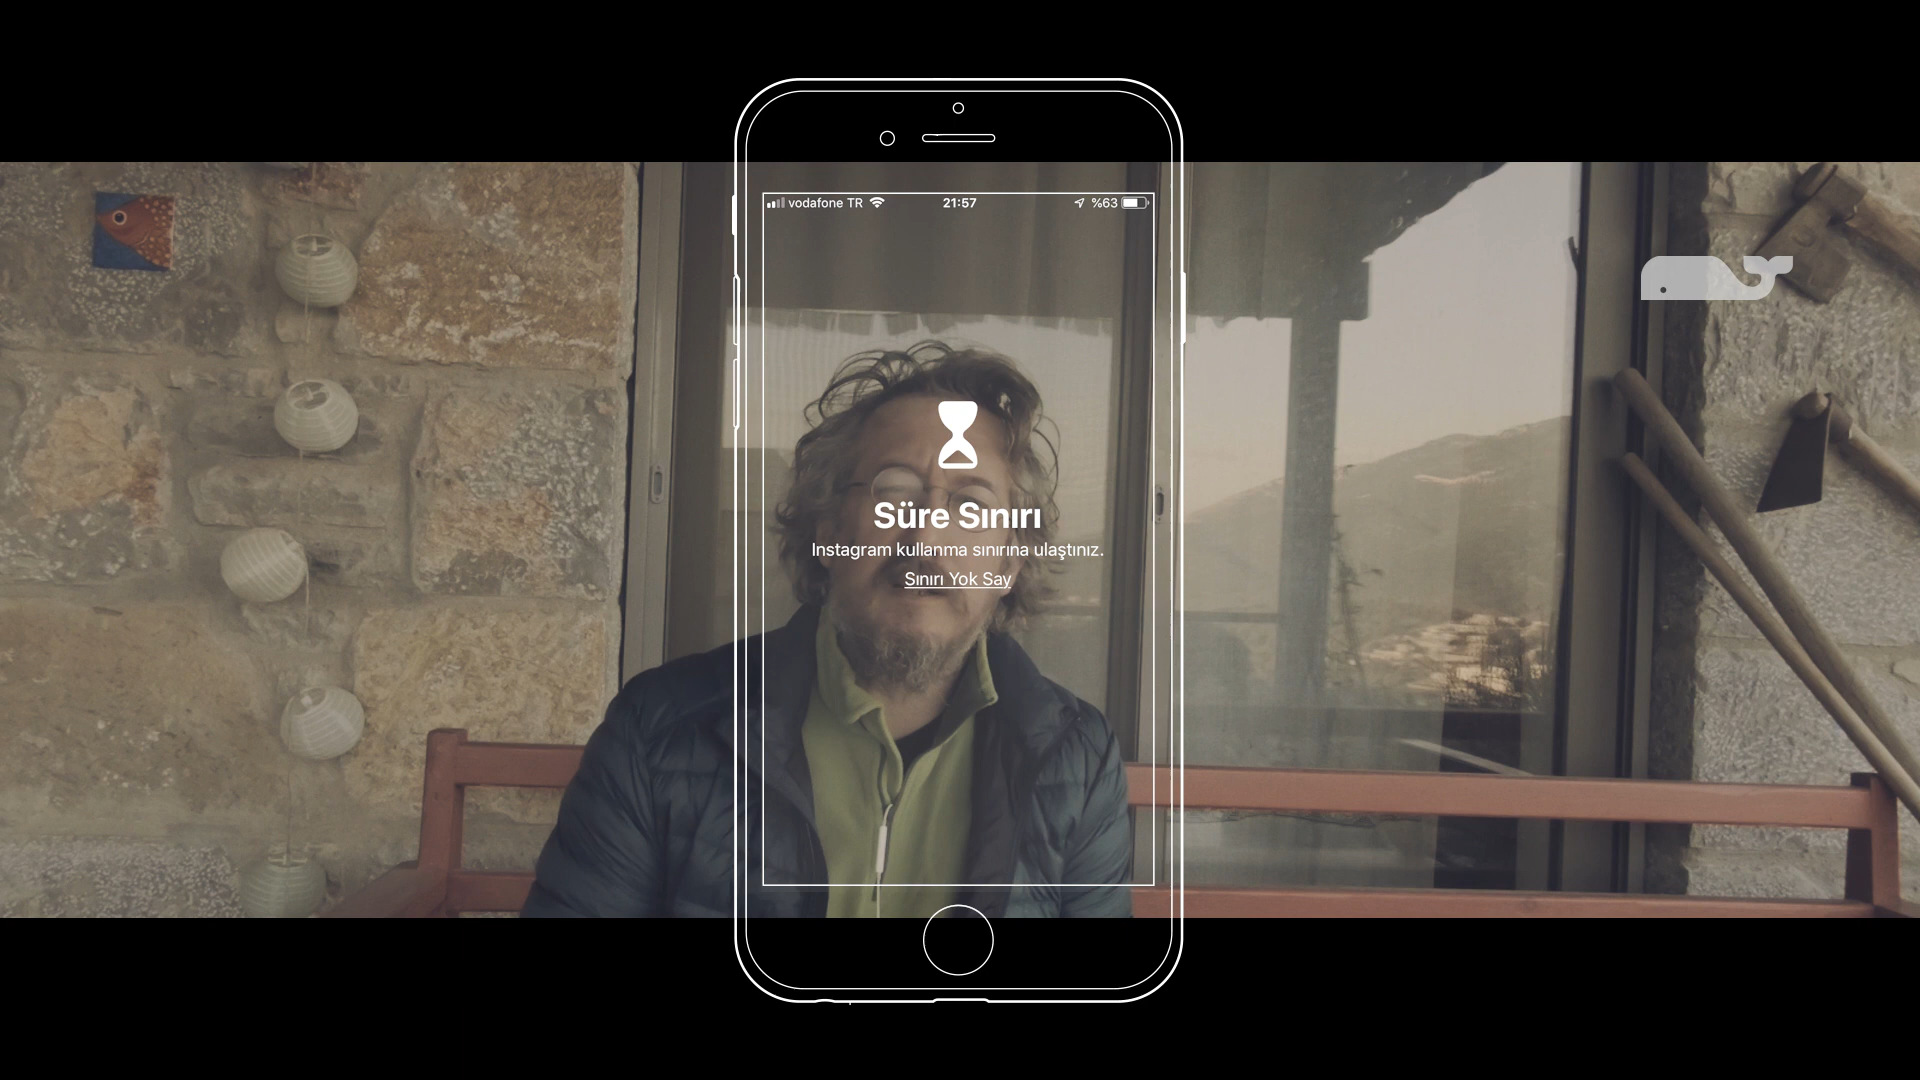 vodafone TR 21:57 %63
Süre Sınırı
Instagram kullanma sınırına ulaştınız.
Sınırı Yok Say